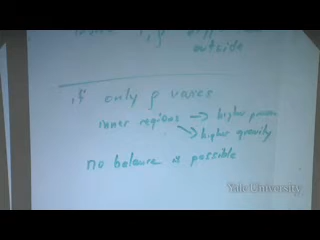 , ρ
outside
if only ρ varies
inner regions → higher pressure
→ higher gravity
no balance is possible
Yale University